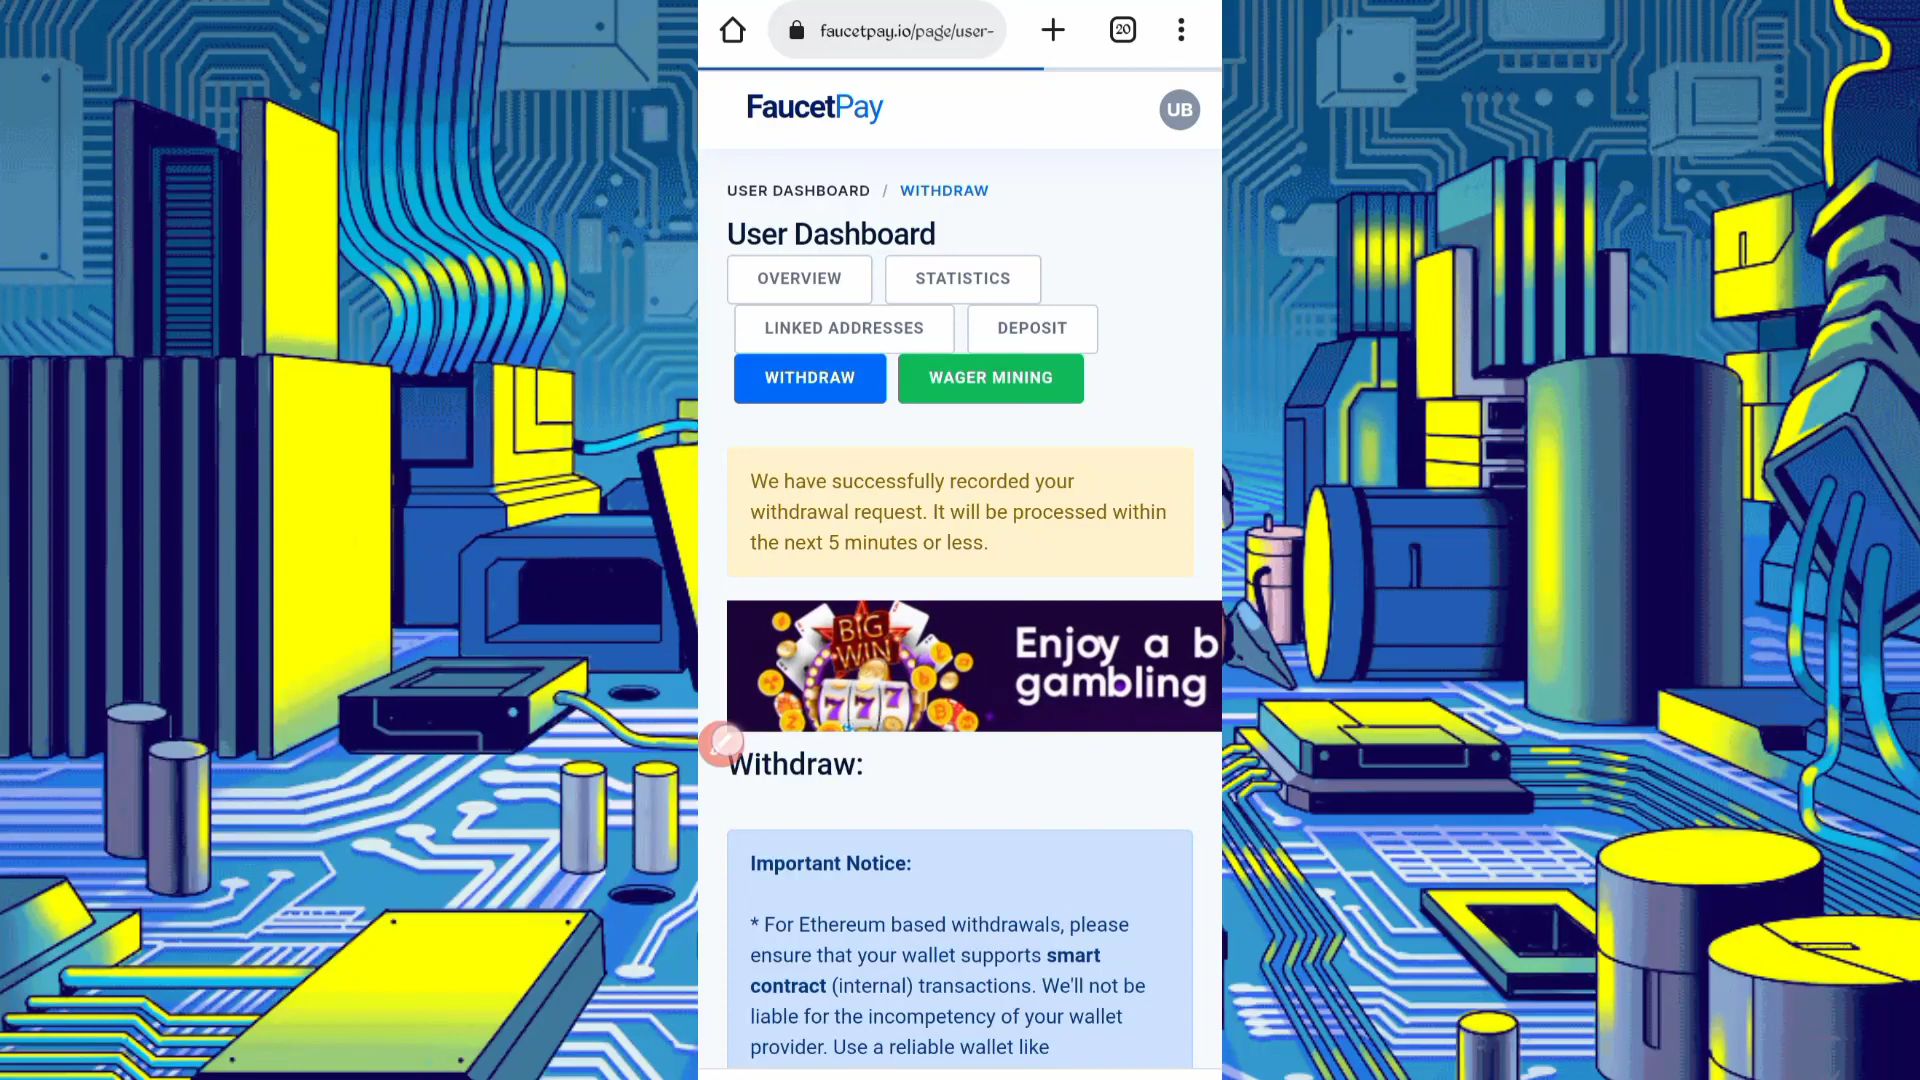 faucetpay.io/page/user-
20
FaucetPay
UB
USER DASHBOARD / WITHDRAW
User Dashboard
OVERVIEW STATISTICS
LINKED ADDRESSES DEPOSIT
WITHDRAW WAGER MINING
We have successfully recorded your
withdrawal request. It will be processed within
the next 5 minutes or less.
BIG
WIN
777
Enjoy a b
gambling
Withdraw:
Important Notice:
* For Ethereum based withdrawals, please
ensure that your wallet supports smart
contract (internal) transactions. We'll not be
liable for the incompetency of your wallet
provider. Use a reliable wallet like